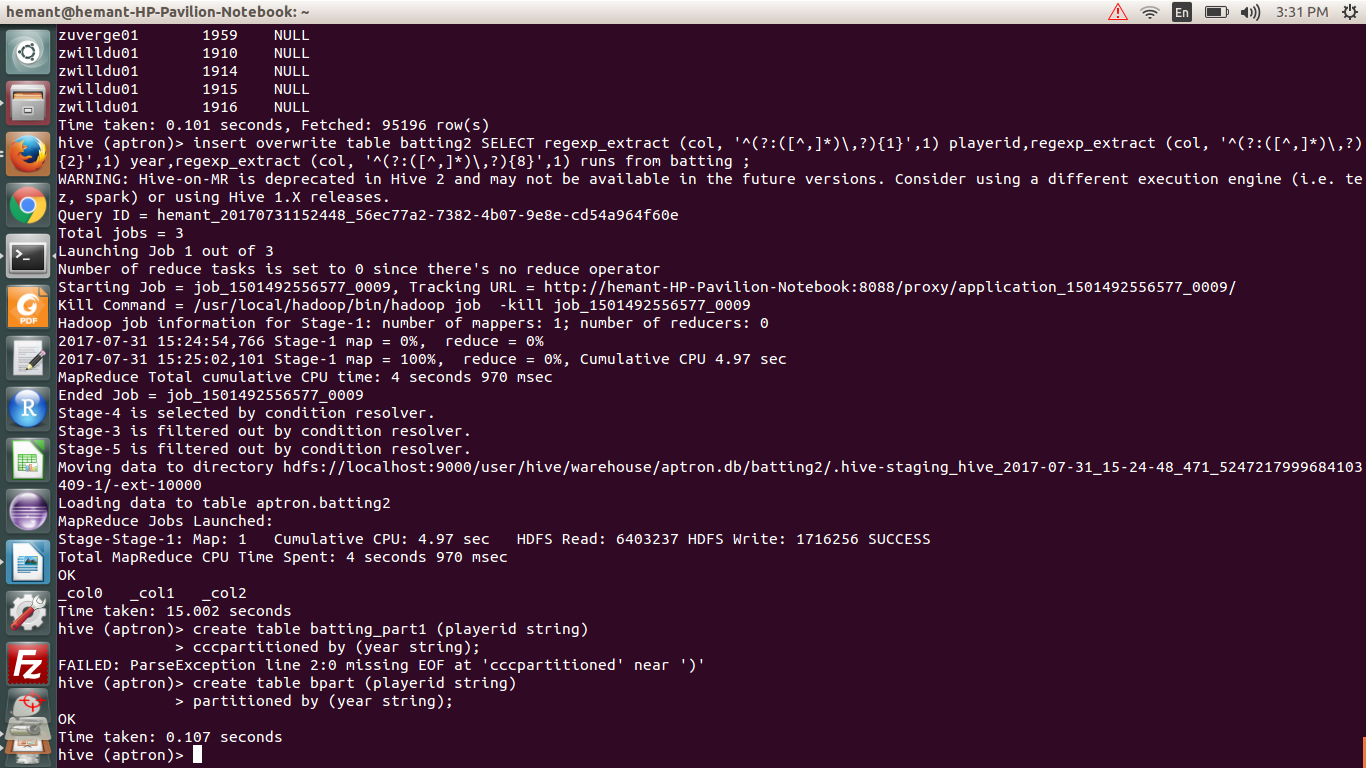 hemant@hemant-HP-Pavilion-Notebook: ~
En
3:31 PM
zuverge01 1959 NULL
zwilldu01 1910 NULL
zwilldu01 1914 NULL
zwilldu01 1915 NULL
zwilldu01 1916 NULL
Time taken: 0.101 seconds, Fetched: 95196 row(s)
hive (aptron)> insert overwrite table batting2 SELECT regexp_extract (col, '^(?:([^,]*)\,?){1}',1) playerid,regexp_extract (col, '^(?:([^,]*)\,?)
{2}',1) year,regexp_extract (col, '^(?:([^,]*)\,?){8}',1) runs from batting ;
WARNING: Hive-on-MR is deprecated in Hive 2 and may not be available in the future versions. Consider using a different execution engine (i.e. te
z, spark) or using Hive 1.X releases.
Query ID = hemant_20170731152448_56ec77a2-7382-4b07-9e8e-cd54a964f60e
Total jobs = 3
Launching Job 1 out of 3
Number of reduce tasks is set to 0 since there's no reduce operator
Starting Job = job_1501492556577_0009, Tracking URL = http://hemant-HP-Pavilion-Notebook:8088/proxy/application_1501492556577_0009/
Kill Command = /usr/local/hadoop/bin/hadoop job  -kill job_1501492556577_0009
Hadoop job information for Stage-1: number of mappers: 1; number of reducers: 0
2017-07-31 15:24:54,766 Stage-1 map = 0%,  reduce = 0%
2017-07-31 15:25:02,101 Stage-1 map = 100%,  reduce = 0%, Cumulative CPU 4.97 sec
MapReduce Total cumulative CPU time: 4 seconds 970 msec
Ended Job = job_1501492556577_0009
Stage-4 is selected by condition resolver.
Stage-3 is filtered out by condition resolver.
Stage-5 is filtered out by condition resolver.
Moving data to directory hdfs://localhost:9000/user/hive/warehouse/aptron.db/batting2/.hive-staging_hive_2017-07-31_15-24-48_471_5247217999684103
409-1/-ext-10000
Loading data to table aptron.batting2
MapReduce Jobs Launched:
Stage-Stage-1: Map: 1   Cumulative CPU: 4.97 sec   HDFS Read: 6403237 HDFS Write: 1716256 SUCCESS
Total MapReduce CPU Time Spent: 4 seconds 970 msec
OK
_col0 _col1 _col2
Time taken: 15.002 seconds
hive (aptron)> create table batting_part1 (playerid string)
> cccpartitioned by (year string);
FAILED: ParseException line 2:0 missing EOF at 'cccpartitioned' near ')'
hive (aptron)> create table bpart (playerid string)
> partitioned by (year string);
OK
Time taken: 0.107 seconds
hive (aptron)>
PDF
R
Fz